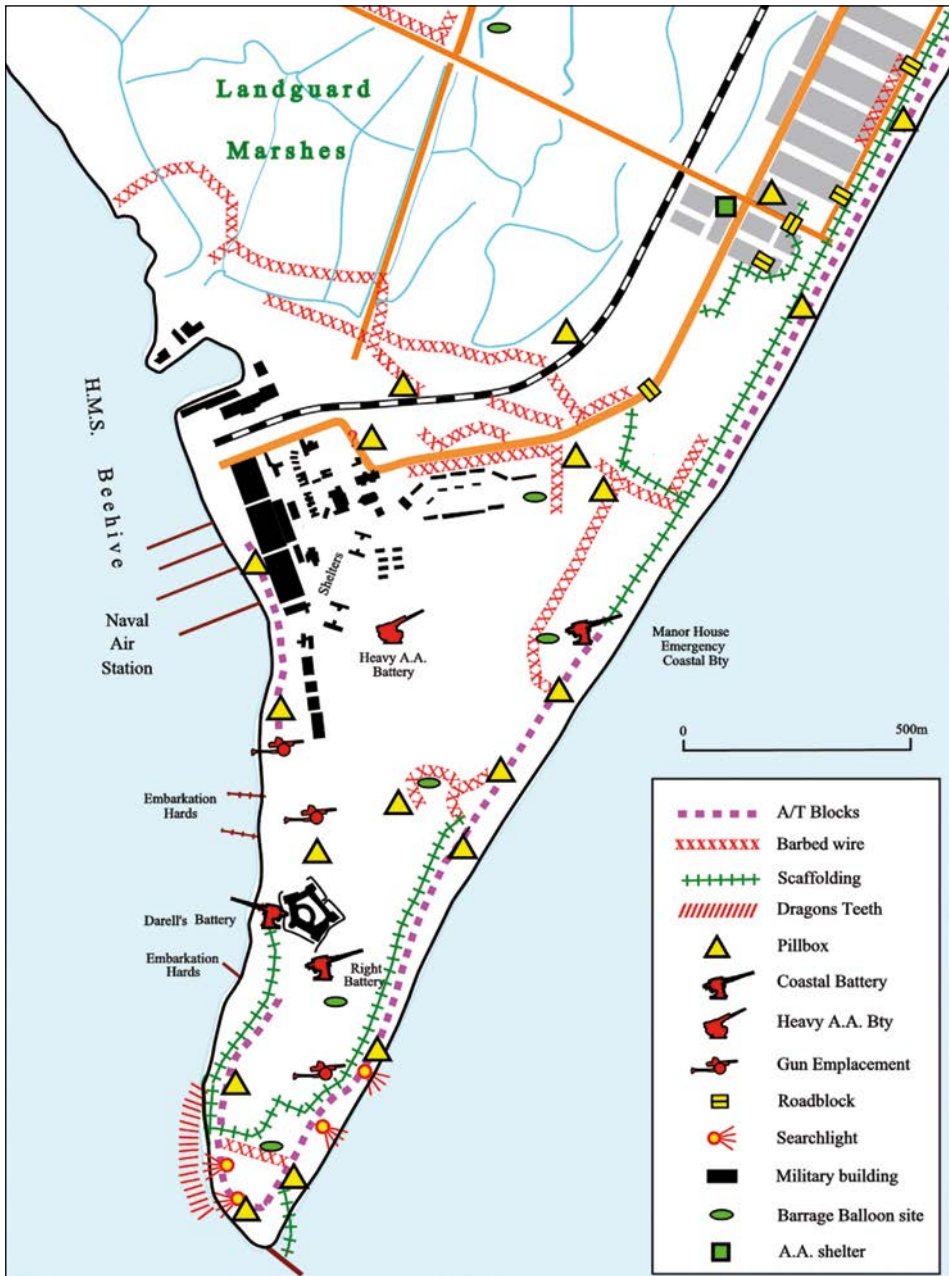 Landguard
Marshes
H.M.S. Beehive
Naval
Air
Station
Shelters
Heavy A.A.
Battery
Manor House
Emergency
Coastal Bty
0 500m
Embarkation
Hards
Darell's Battery
Embarkation
Hards
Right
Battery
A/T Blocks
Barbed wire
Scaffolding
Dragons Teeth
Pillbox
Coastal Battery
Heavy A.A. Bty
Gun Emplacement
Roadblock
Searchlight
Military building
Barrage Balloon site
A.A. shelter